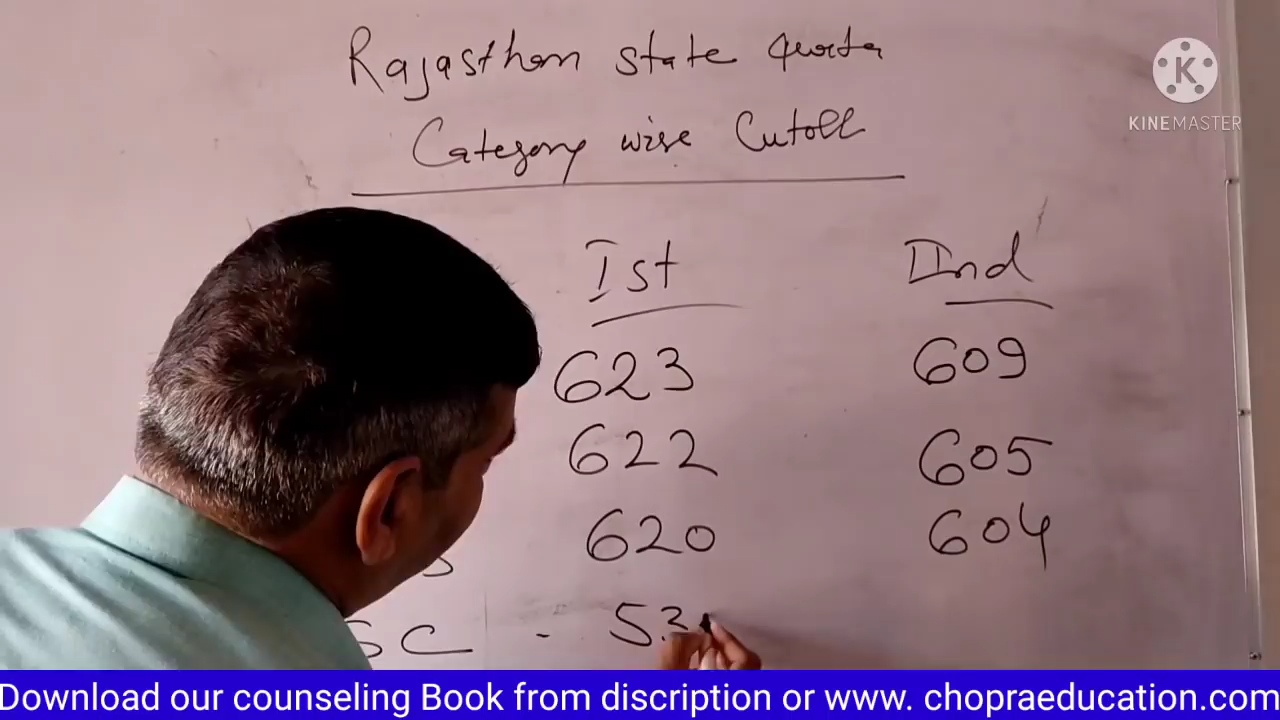 Rajasthan state quota
Category wise Cutoff
KINEMASTER
Ist IInd
623 609
622 605
620 604
S
SC - 53
Download our counseling Book from discription or www. chopraeducation.com